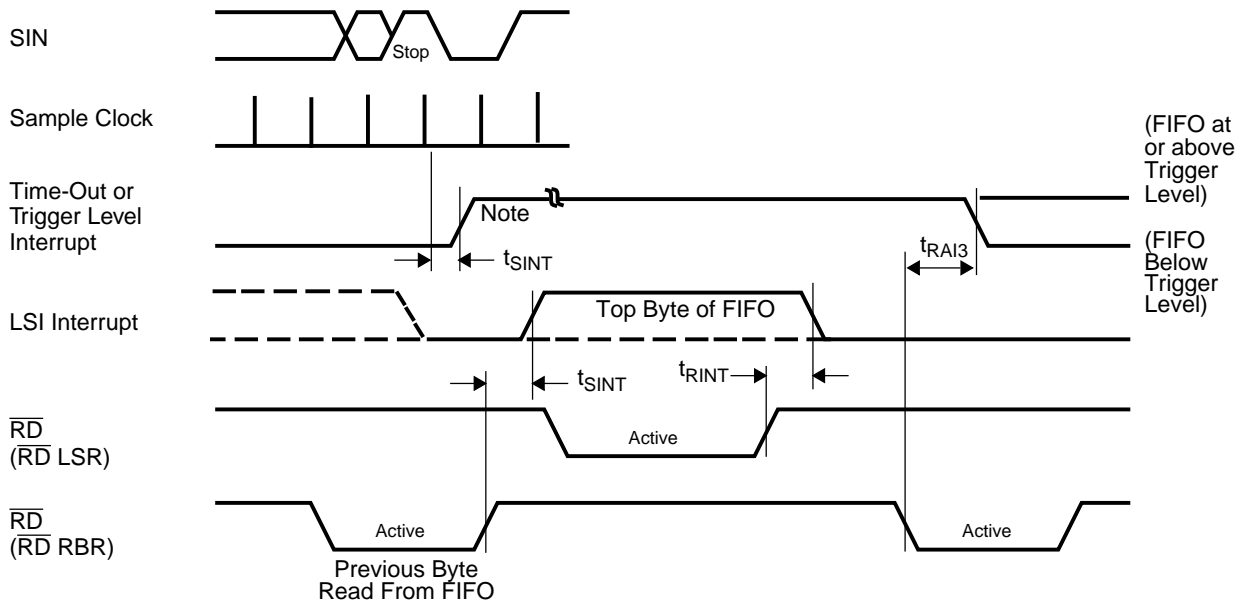 SIN
Stop
Sample Clock
(FIFO at
or above
Trigger
Level)
Time-Out or
Trigger Level
Interrupt
Note
tSINT
tRAI3
(FIFO
Below
Trigger
Level)
LSI Interrupt
Top Byte of FIFO
tSINT
tRINT
RD
(RD LSR)
Active
RD
(RD RBR)
Active
Active
Previous Byte
Read From FIFO